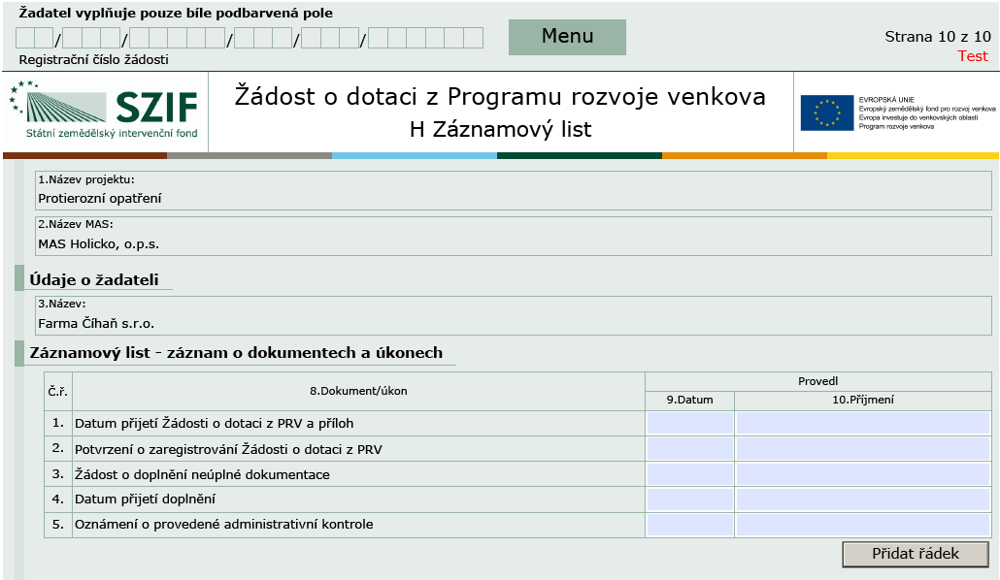 Žadatel vyplňuje pouze bíle podbarvená pole
/ / / / /
Menu
Strana 10 z 10
Registrační číslo žádosti
Test
SZIF
Státní zemědělský intervenční fond
Žádost o dotaci z Programu rozvoje venkova
H Záznamový list
EVROPSKÁ UNIE
Evropský zemědělský fond pro rozvoj venkova
Evropa investuje do venkovských oblastí
Program rozvoje venkova
1.Název projektu:
Protierozní opatření
2.Název MAS:
MAS Holicko, o.p.s.
Údaje o žadateli
3.Název:
Farma Číhaň s.r.o.
Záznamový list - záznam o dokumentech a úkonech
Č.ř. 8.Dokument/úkon Provedl
9.Datum 10.Příjmení
1. Datum přijetí Žádosti o dotaci z PRV a příloh
2. Potvrzení o zaregistrování Žádosti o dotaci z PRV
3. Žádost o doplnění neúplné dokumentace
4. Datum přijetí doplnění
5. Oznámení o provedené administrativní kontrole
Přidat řádek